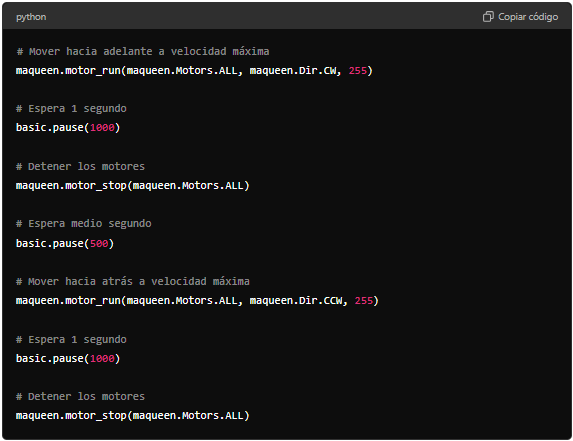 python
Copiar código
# Mover hacia adelante a velocidad máxima
maqueen.motor_run(maqueen.Motors.ALL, maqueen.Dir.CW, 255)
# Espera 1 segundo
basic.pause(1000)
# Detener los motores
maqueen.motor_stop(maqueen.Motors.ALL)
# Espera medio segundo
basic.pause(500)
# Mover hacia atrás a velocidad máxima
maqueen.motor_run(maqueen.Motors.ALL, maqueen.Dir.CCW, 255)
# Espera 1 segundo
basic.pause(1000)
# Detener los motores
maqueen.motor_stop(maqueen.Motors.ALL)